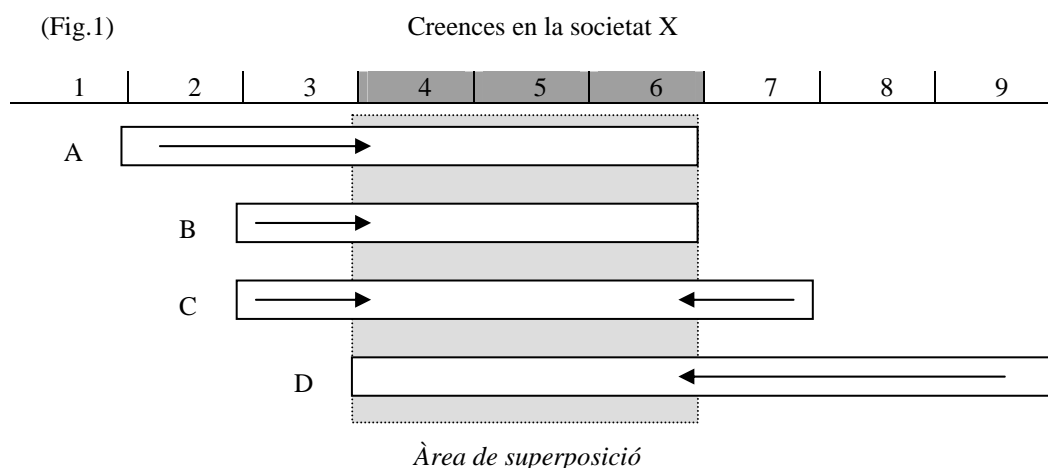 (Fig.1) Creences en la societat X
1 2 3 4 5 6 7 8 9
A
B
C
D
Àrea de superposició